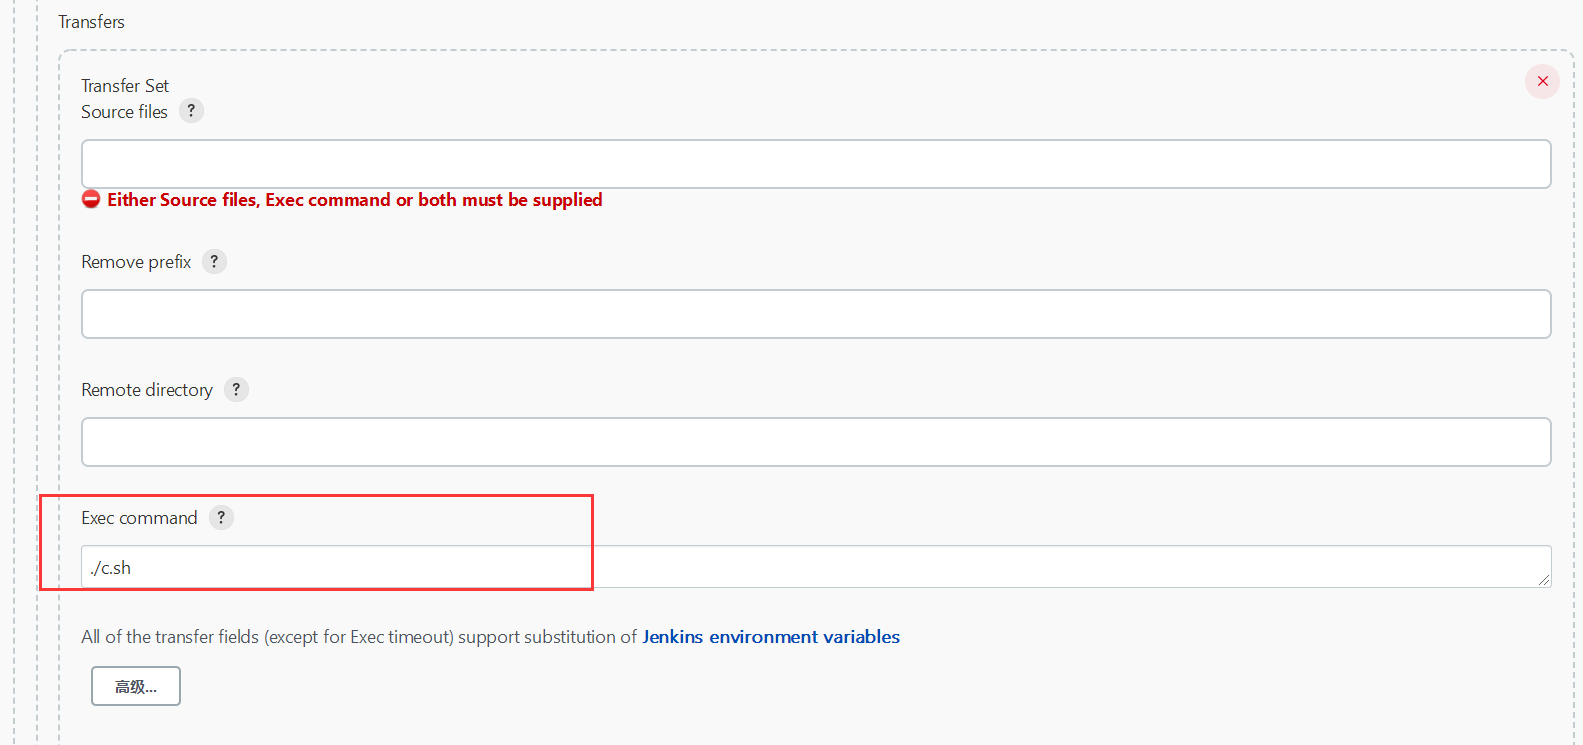 Transfers
Transfer Set
Source files ?
Either Source files, Exec command or both must be supplied
Remove prefix ?
Remote directory ?
Exec command ?
./c.sh
All of the transfer fields (except for Exec timeout) support substitution of Jenkins environment variables
高级...